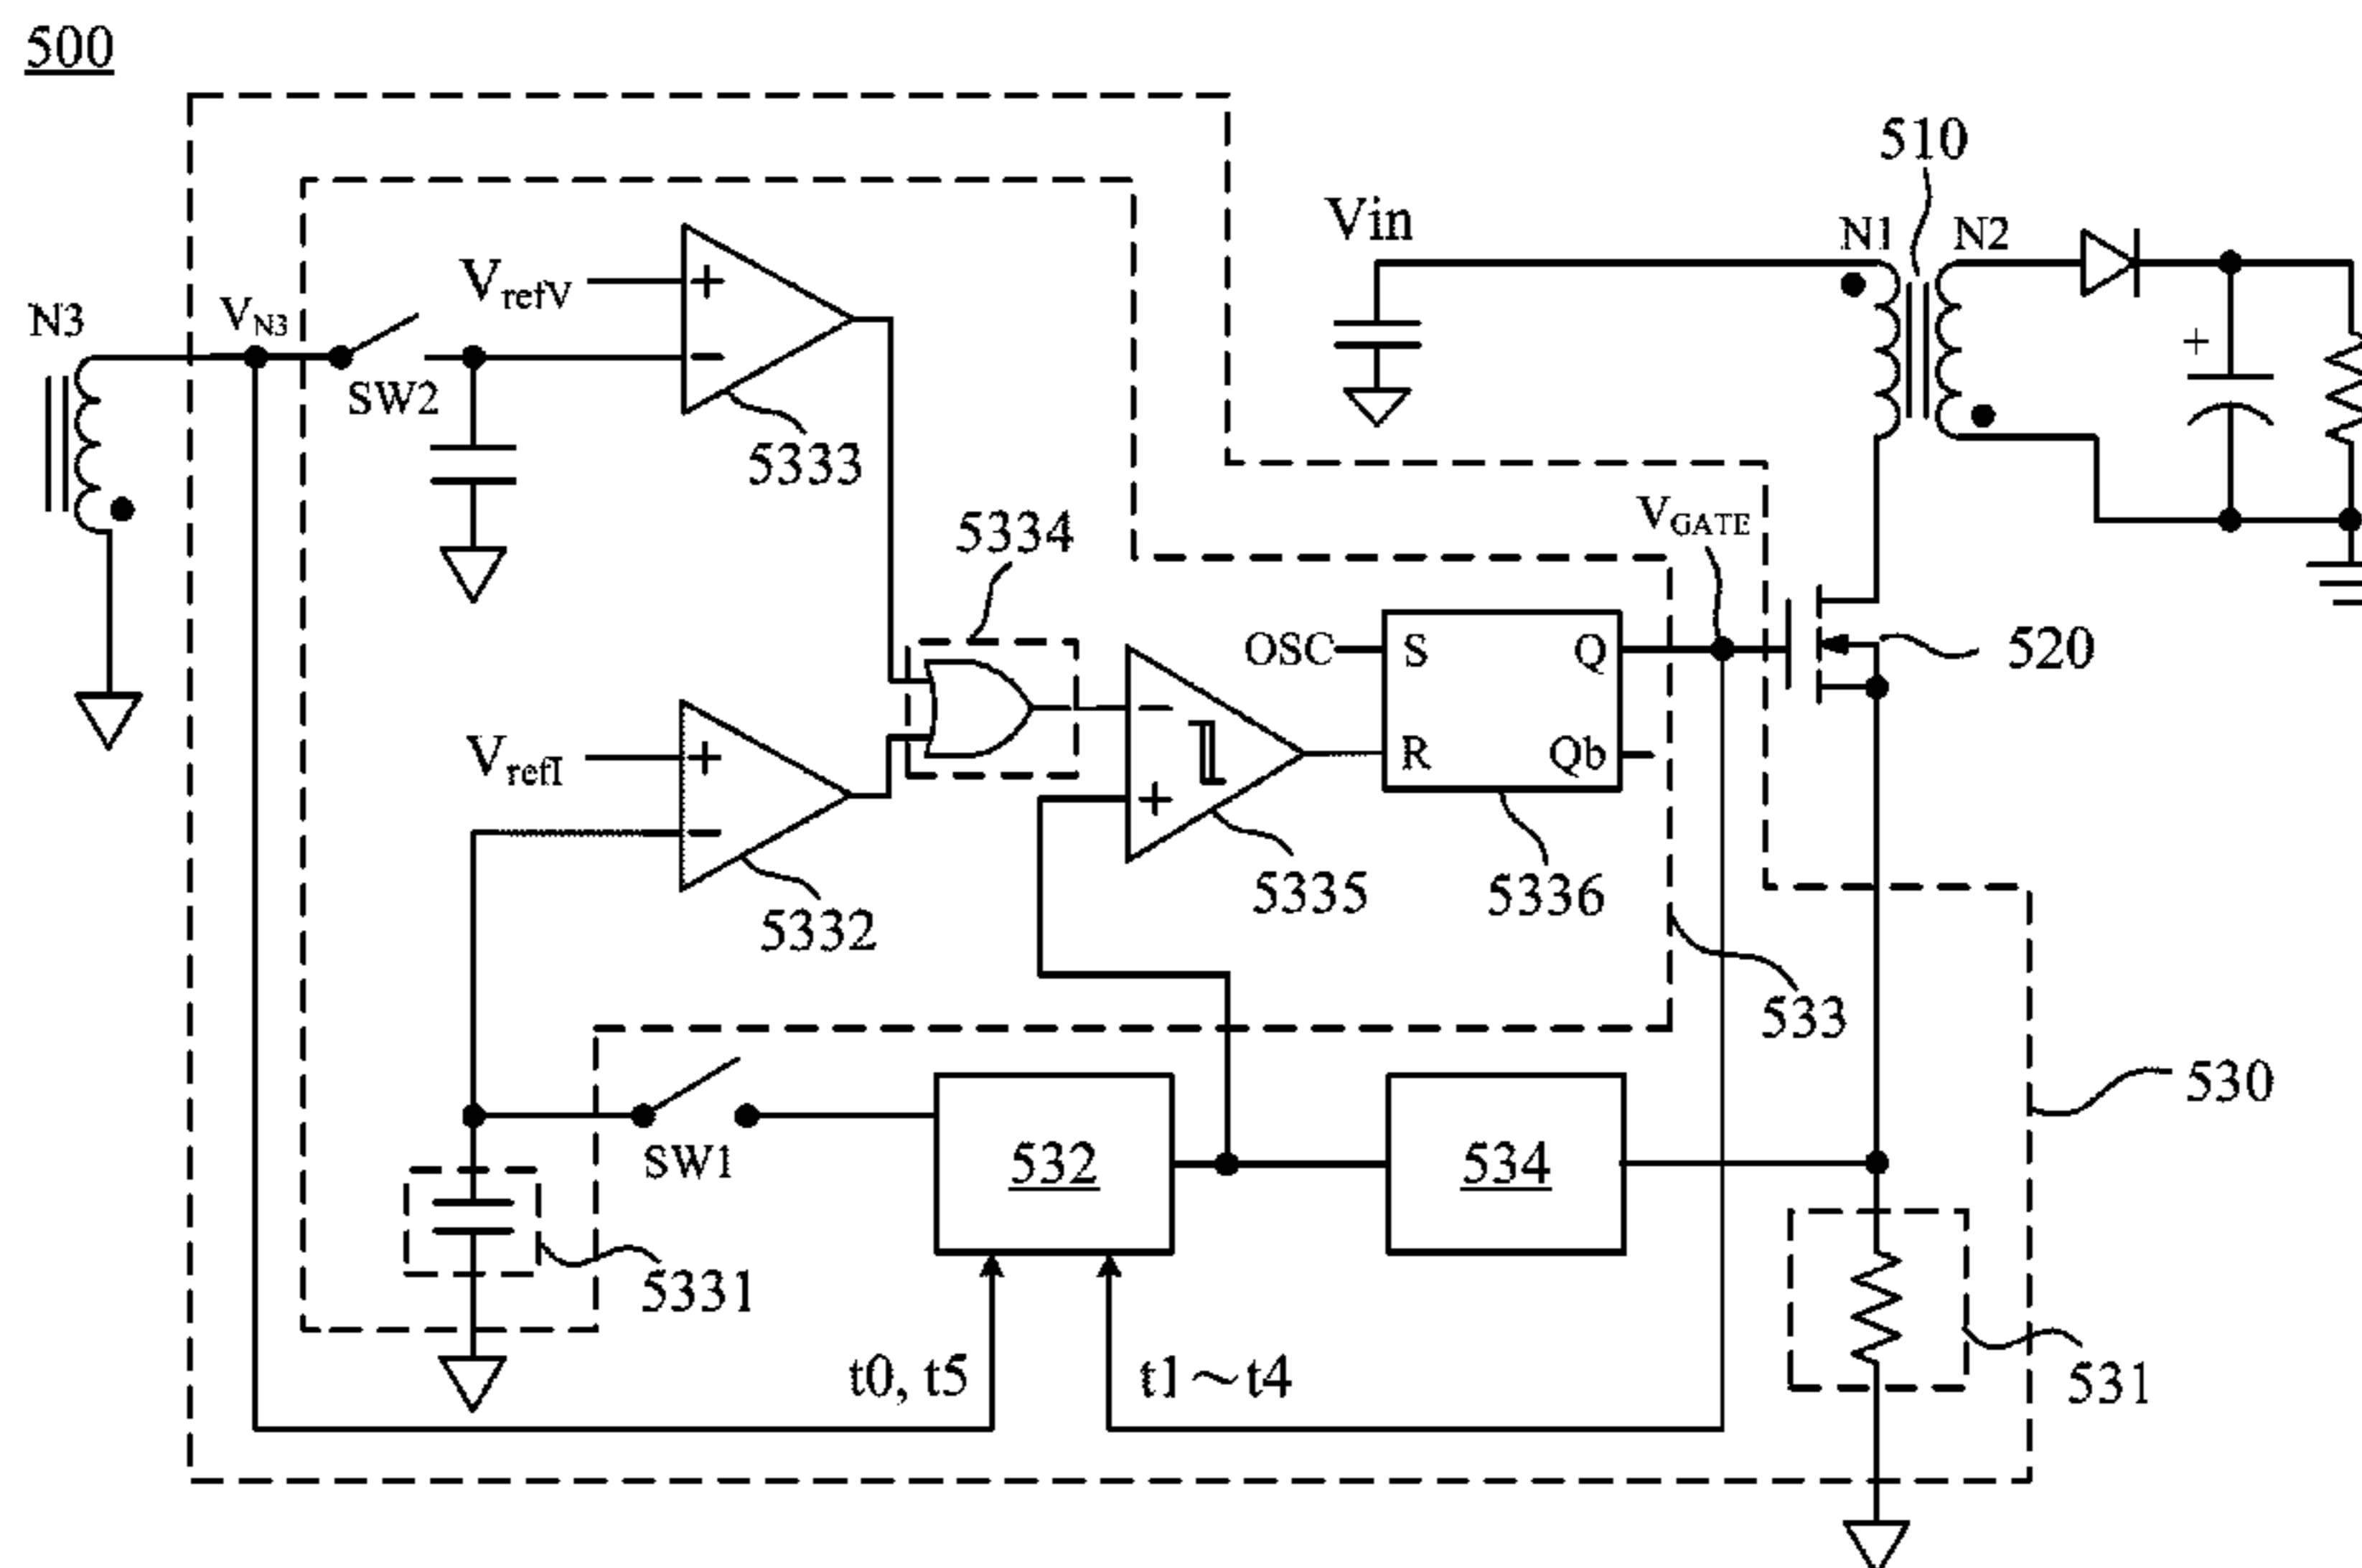 500
510
Vin
N1
N2
VrefV
+
−
N3
VN3
SW2
+
5333
VGATE
5334
OSC
S
Q
520
−
VrefI
+
R
Qb
+
−
5335
5336
5332
533
530
SW1
532
534
5331
t0, t5
t1～t4
531